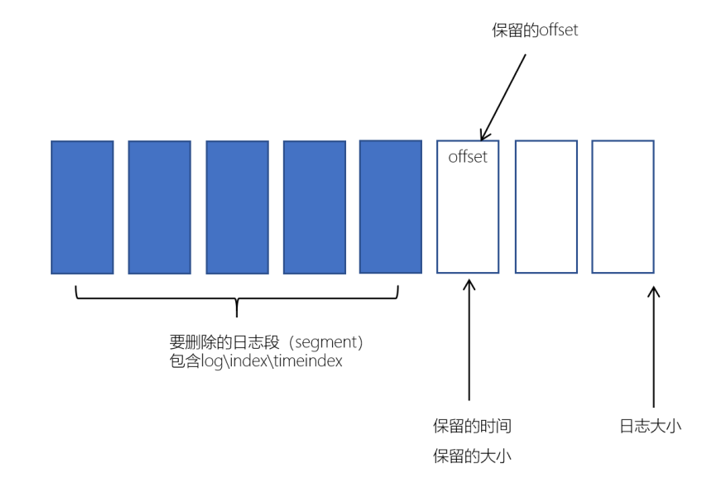 保留的offset
offset
要删除的日志段（segment）
包含log\index\timeindex
保留的时间
保留的大小
日志大小